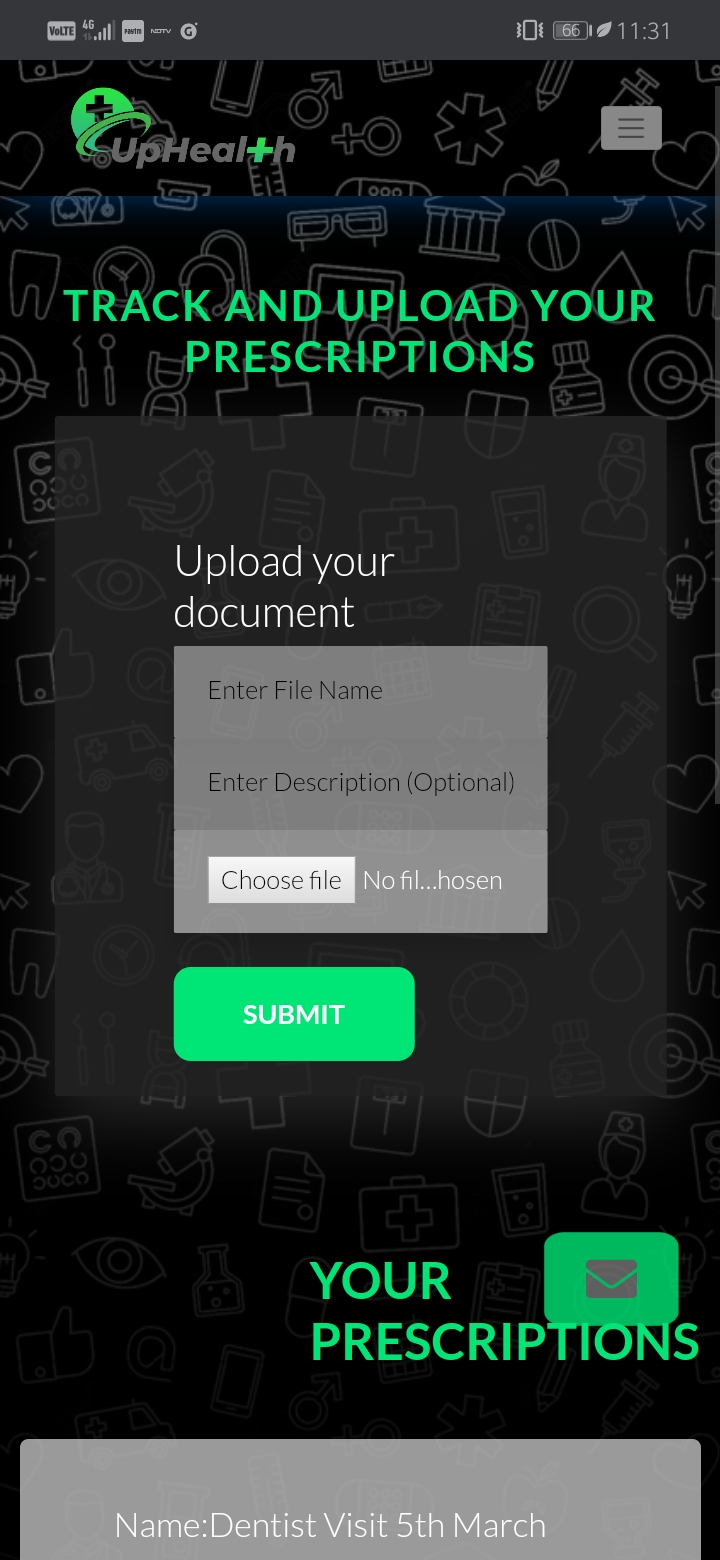 VoLTE 4G Paytm NDTV G 66 11:31
UpHealth
TRACK AND UPLOAD YOUR
PRESCRIPTIONS
Upload your
document
Enter File Name
Enter Description (Optional)
Choose file No fil...hosen
SUBMIT
YOUR
PRESCRIPTIONS
Name:Dentist Visit 5th March